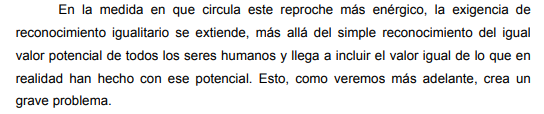 En la medida en que circula este reproche más enérgico, la exigencia de
reconocimiento igualitario se extiende, más allá del simple reconocimiento del igual
valor potencial de todos los seres humanos y llega a incluir el valor igual de lo que en
realidad han hecho con ese potencial. Esto, como veremos más adelante, crea un
grave problema.